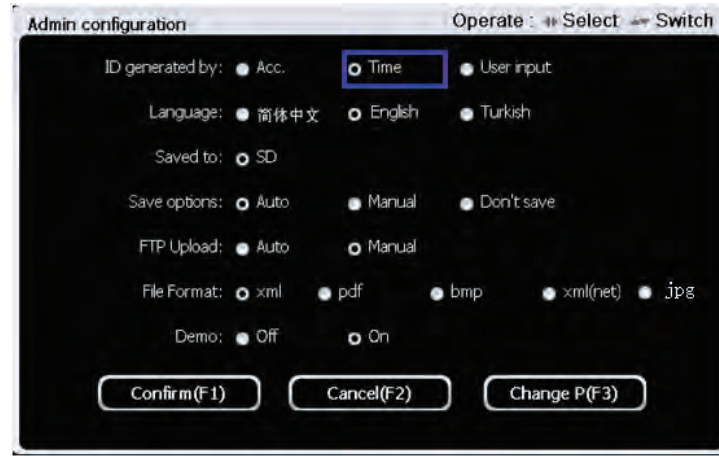 Admin configuration Operate : Select Switch
ID generated by: Acc. Time User input
Language: 简体中文 English Turkish
Saved to: SD
Save options: Auto Manual Don't save
FTP Upload: Auto Manual
File Format: xml pdf bmp xml(net) jpg
Demo: Off On
Confirm(F1) Cancel(F2) Change P(F3)